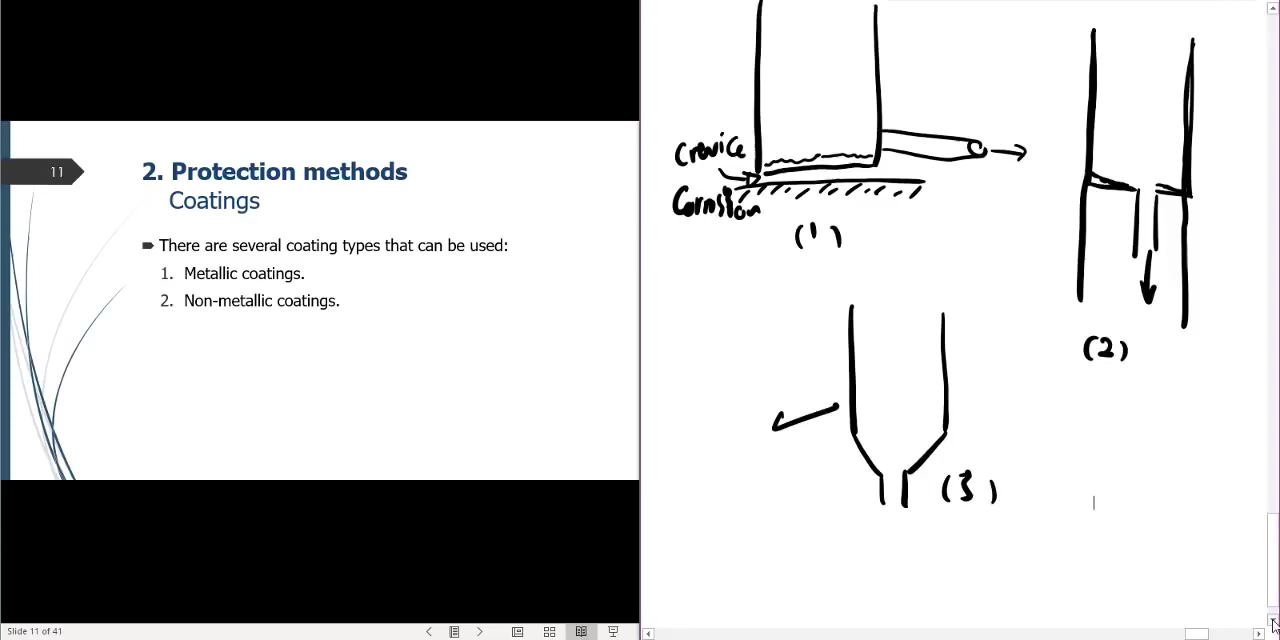 11
2. Protection methods
Coatings
There are several coating types that can be used:
1. Metallic coatings.
2. Non-metallic coatings.
Slide 11 of 41
Crevice
Corrosion
(1)
(2)
(3)